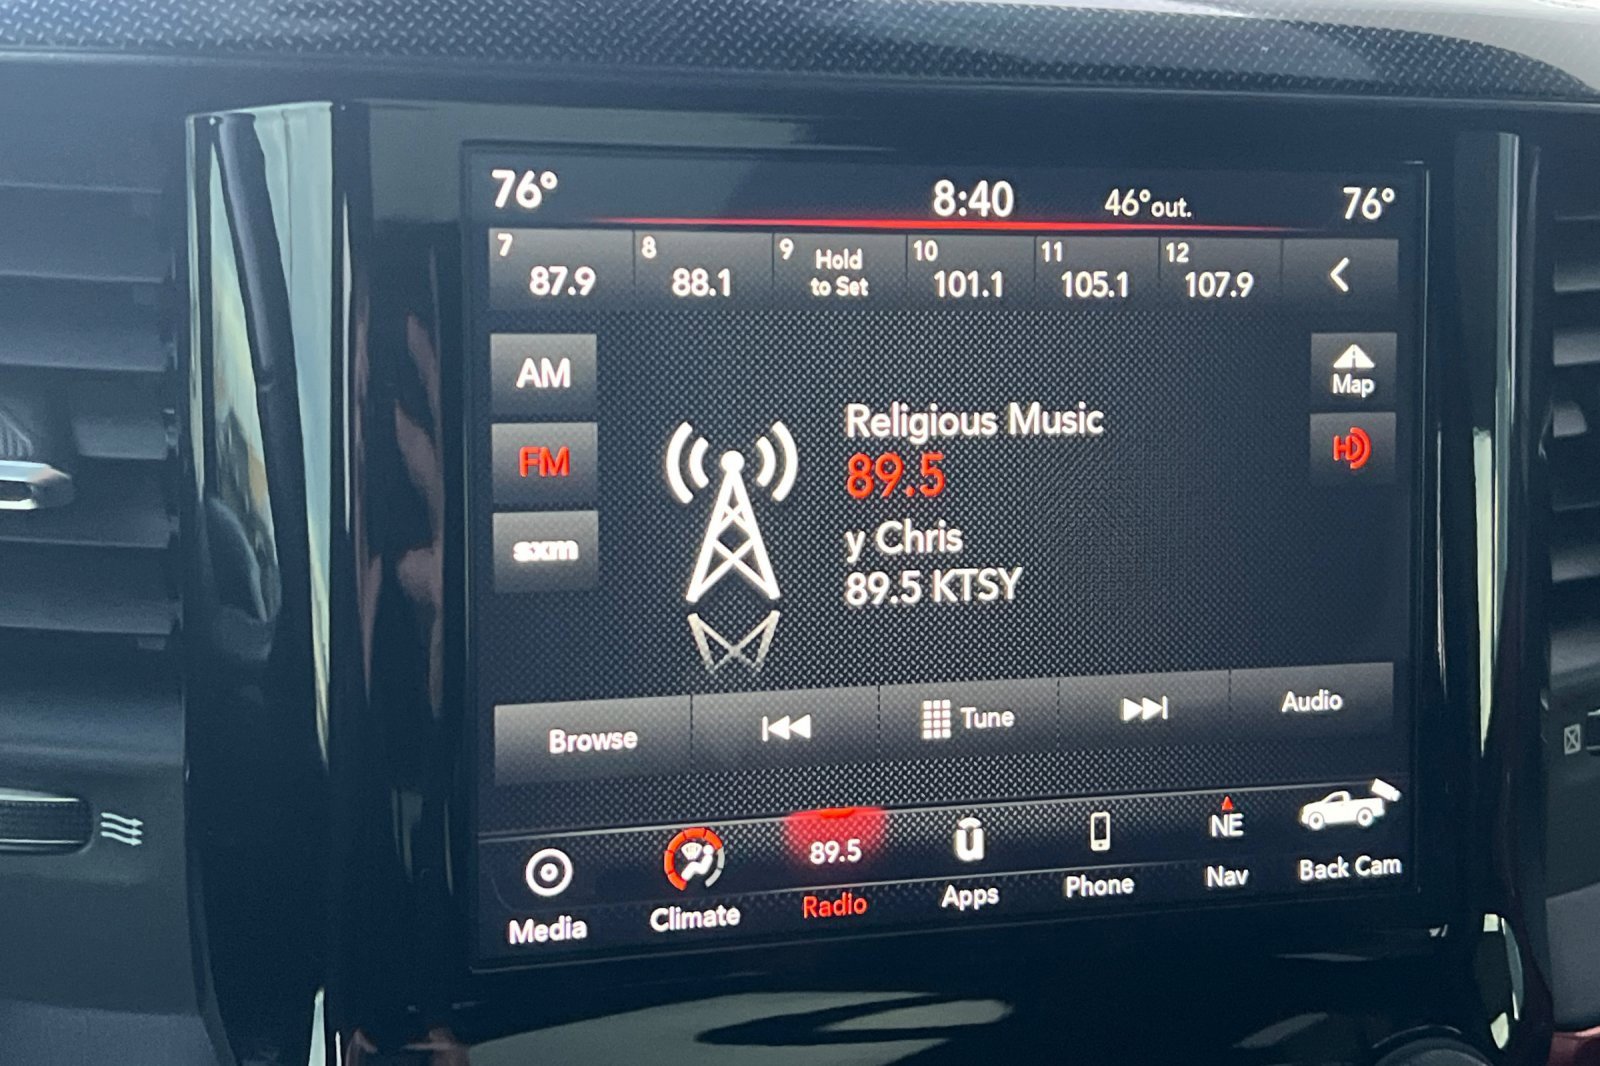 76° 8:40 46° out. 76°
7 87.9 8 88.1 9 Hold to Set 10 101.1 11 105.1 12 107.9
AM
Map
Religious Music
FM
HD
89.5
y Chris
sxm
89.5 KTSY
Browse Tune Audio
89.5 NE
Media Climate Radio Apps Phone Nav Back Cam